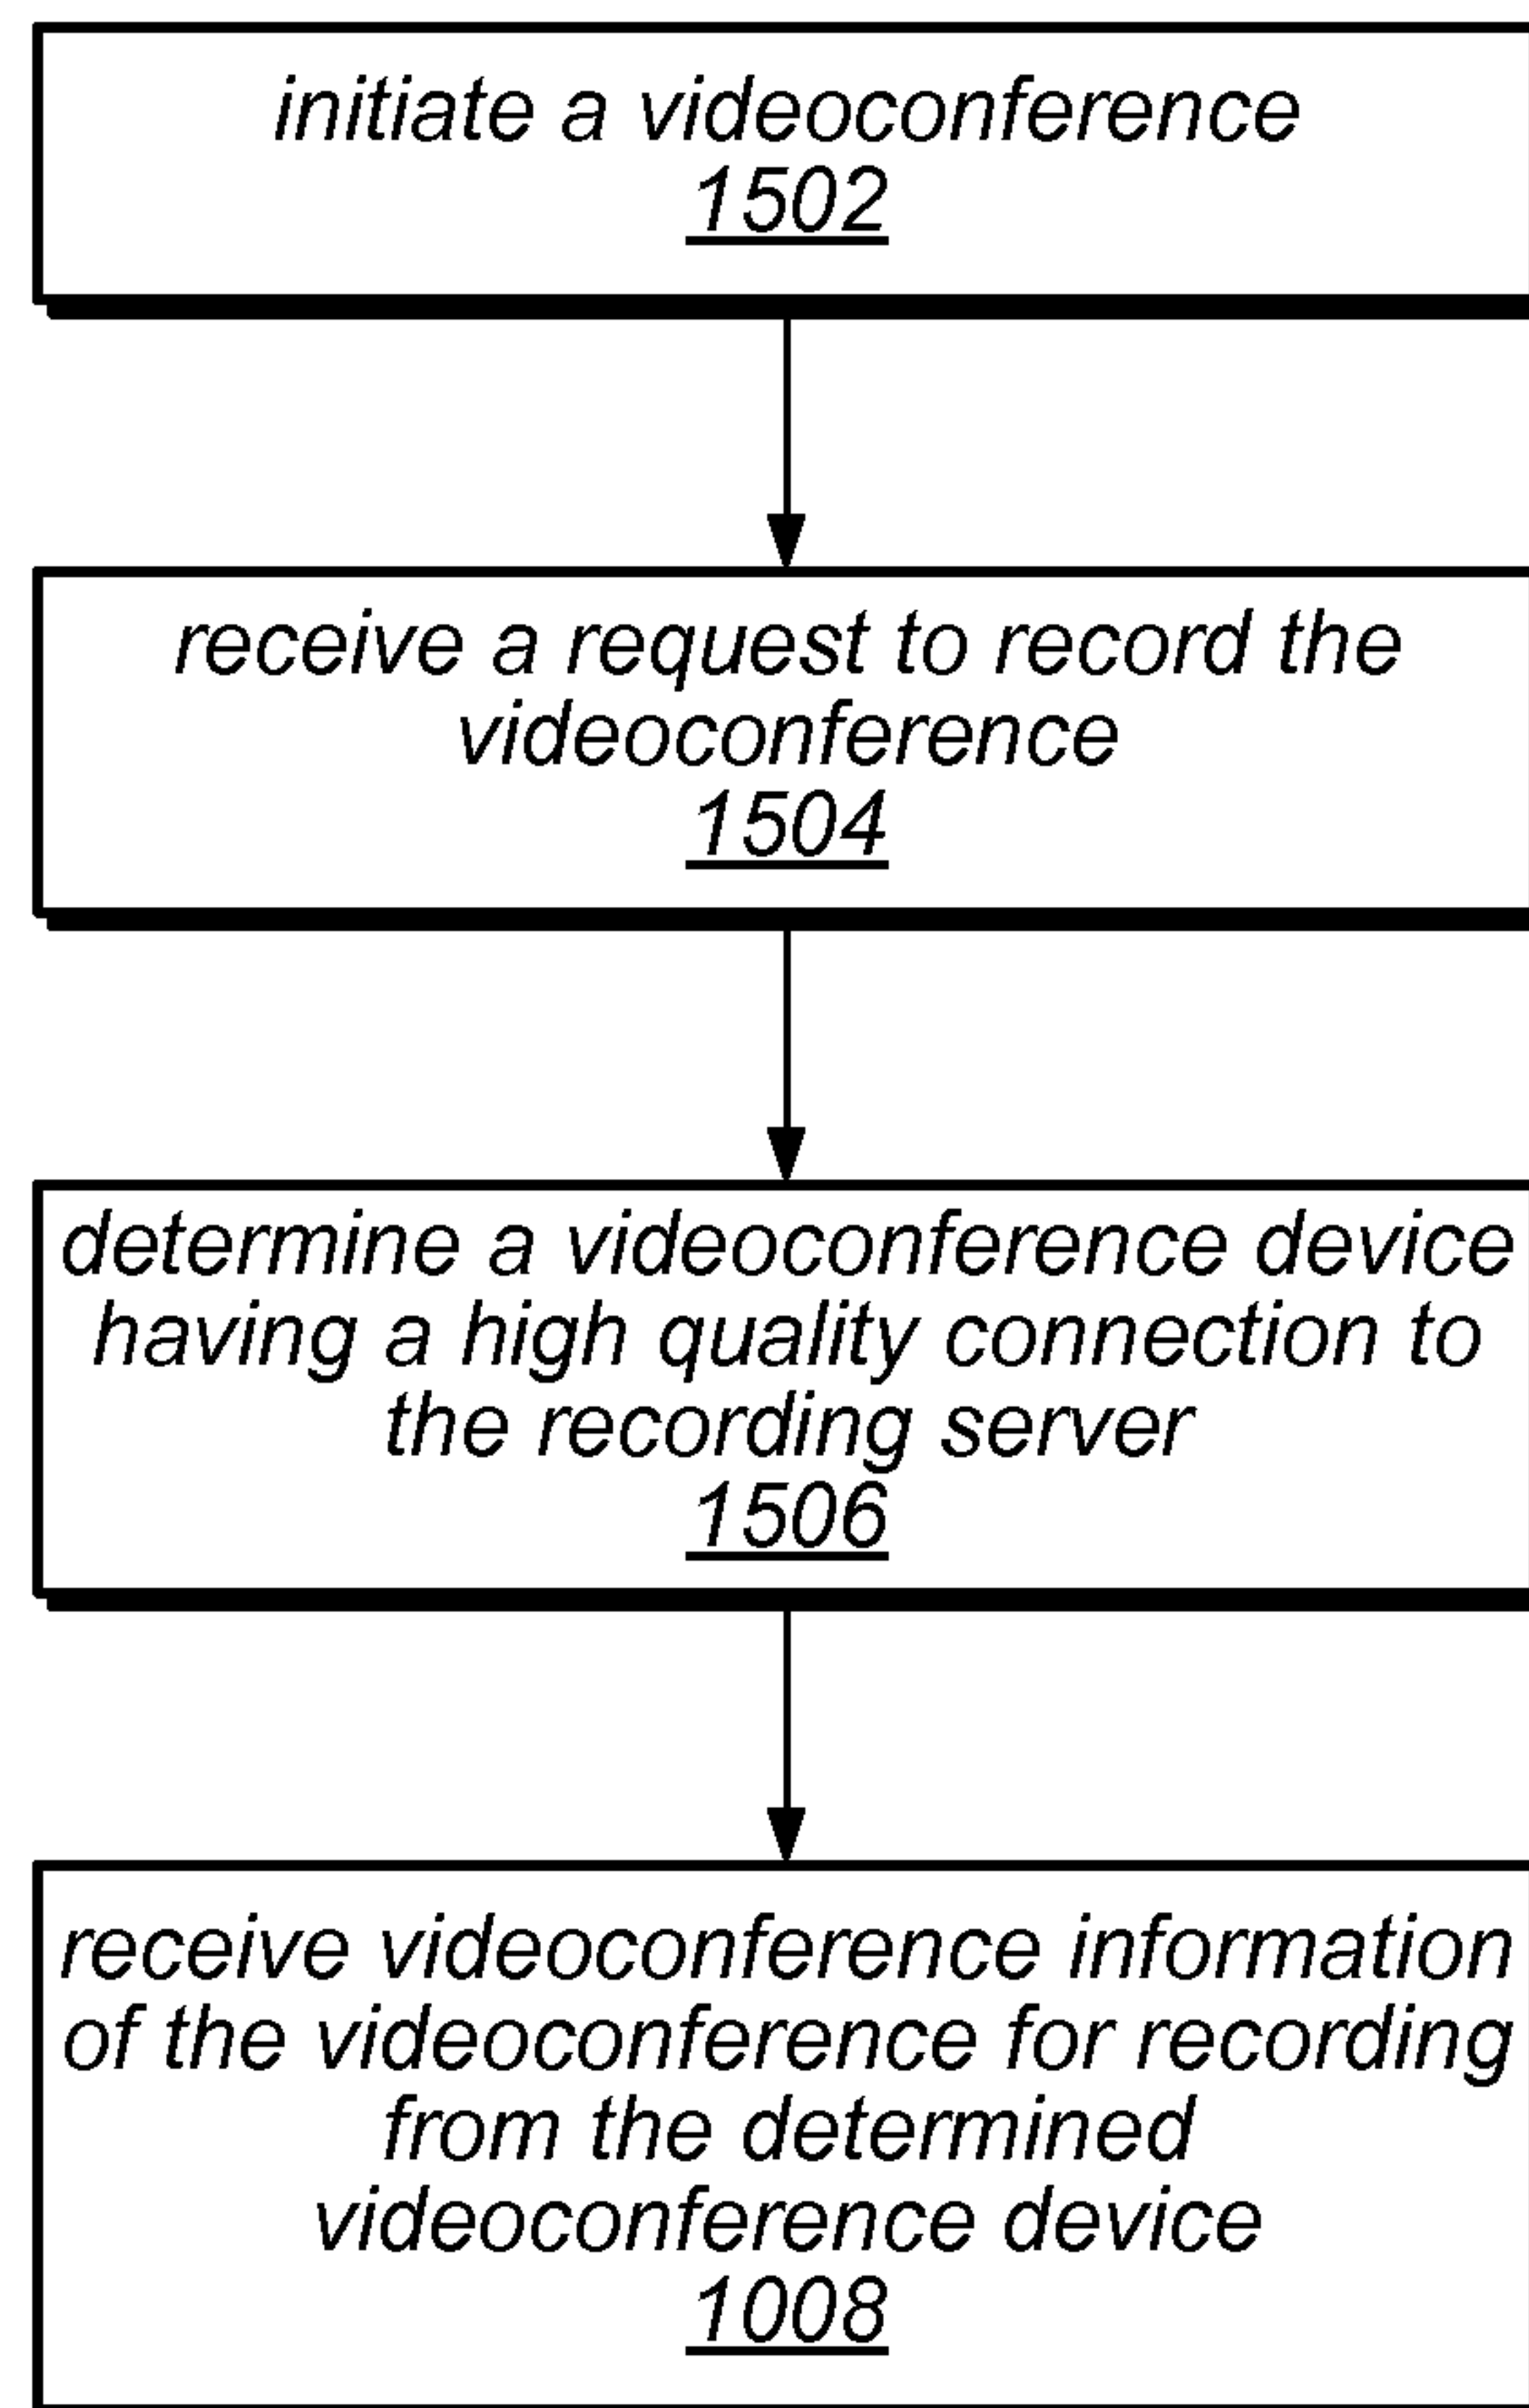 initiate a videoconference
1502
receive a request to record the
videoconference
1504
determine a videoconference device
having a high quality connection to
the recording server
1506
receive videoconference information
of the videoconference for recording
from the determined
videoconference device
1008